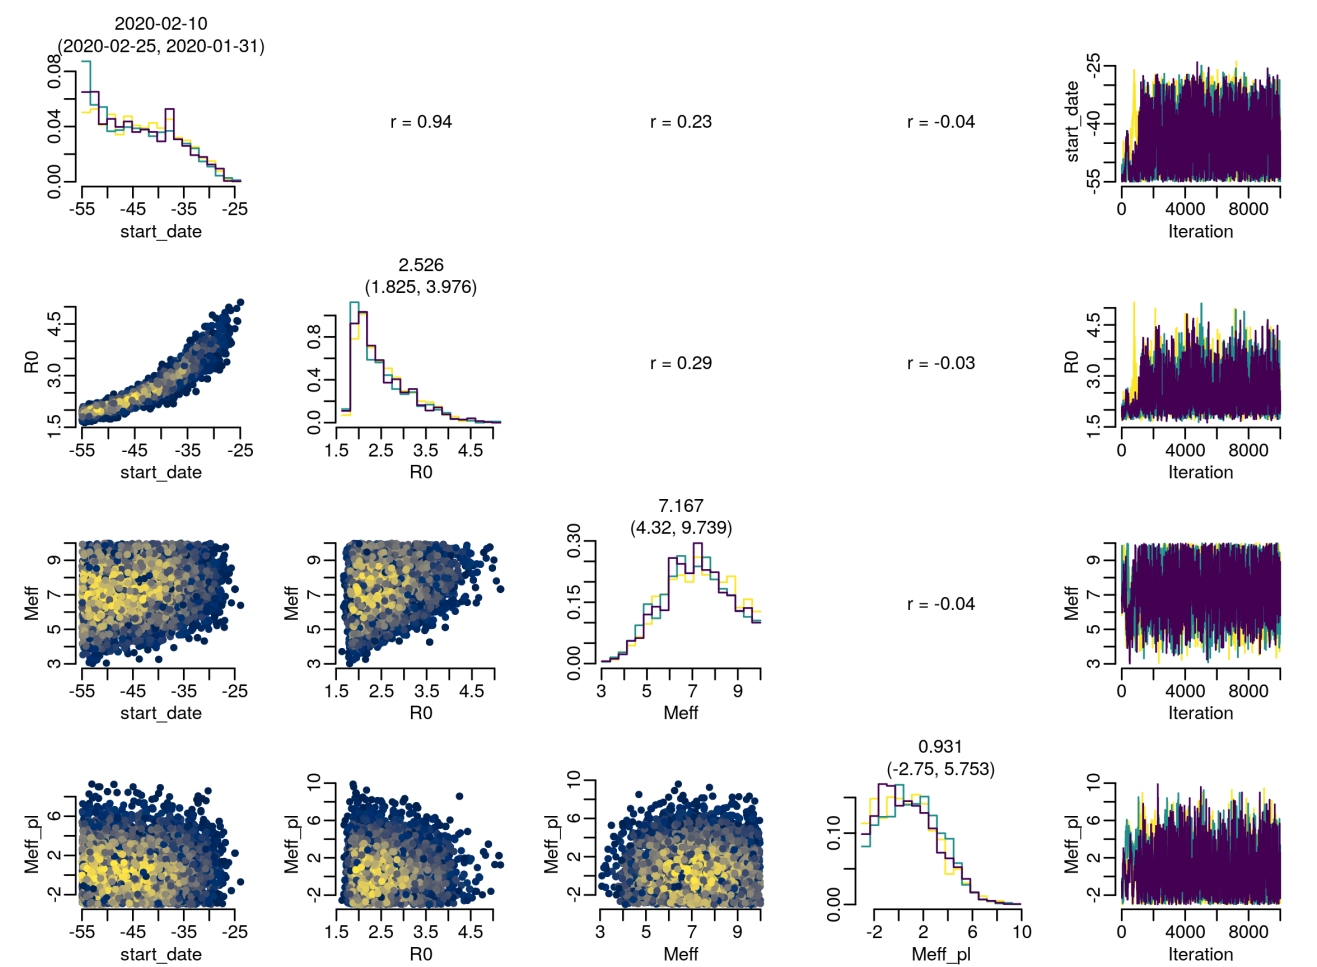 2020-02-10
(2020-02-25, 2020-01-31)
0.00 0.04 0.08
-55 -45 -35 -25
start_date
r = 0.94
r = 0.23
r = -0.04
start_date
-55 -40 -25
0 4000 8000
Iteration
R0
1.5 3.0 4.5
-55 -45 -35 -25
start_date
2.526
(1.825, 3.976)
0.0 0.4 0.8
1.5 2.5 3.5 4.5
R0
r = 0.29
r = -0.03
R0
1.5 3.0 4.5
0 4000 8000
Iteration
Meff
3 5 7 9
-55 -45 -35 -25
start_date
Meff
3 5 7 9
1.5 2.5 3.5 4.5
R0
7.167
(4.32, 9.739)
0.00 0.15 0.30
3 5 7 9
Meff
r = -0.04
Meff
3 5 7 9
0 4000 8000
Iteration
Meff_pl
-2 2 6
-55 -45 -35 -25
start_date
Meff_pl
-2 2 6 10
1.5 2.5 3.5 4.5
R0
Meff_pl
-2 2 6 10
3 5 7 9
Meff
0.931
(-2.75, 5.753)
0.00 0.10
-2 2 6 10
Meff_pl
Meff_pl
-2 2 6 10
0 4000 8000
Iteration